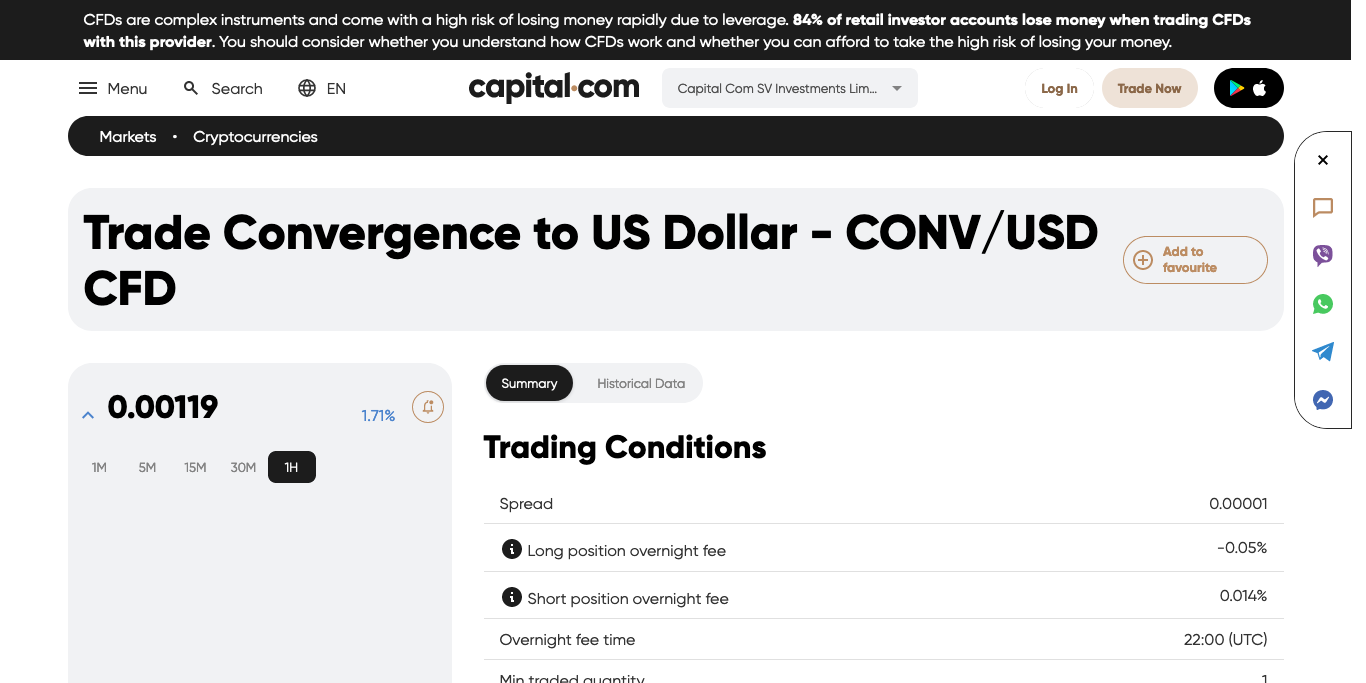 CFDs are complex instruments and come with a high risk of losing money rapidly due to leverage. 84% of retail investor accounts lose money when trading CFDs
with this provider. You should consider whether you understand how CFDs work and whether you can afford to take the high risk of losing your money.
Menu Search EN capital.com Capital Com SV Investments Lim... Log In Trade Now
Markets • Cryptocurrencies
Trade Convergence to US Dollar - CONV/USD
CFD
Add to
favourite
0.00119 1.71%
1M 5M 15M 30M 1H
Summary Historical Data
Trading Conditions
Spread 0.00001
Long position overnight fee -0.05%
Short position overnight fee 0.014%
Overnight fee time 22:00 (UTC)
Min traded quantity 1